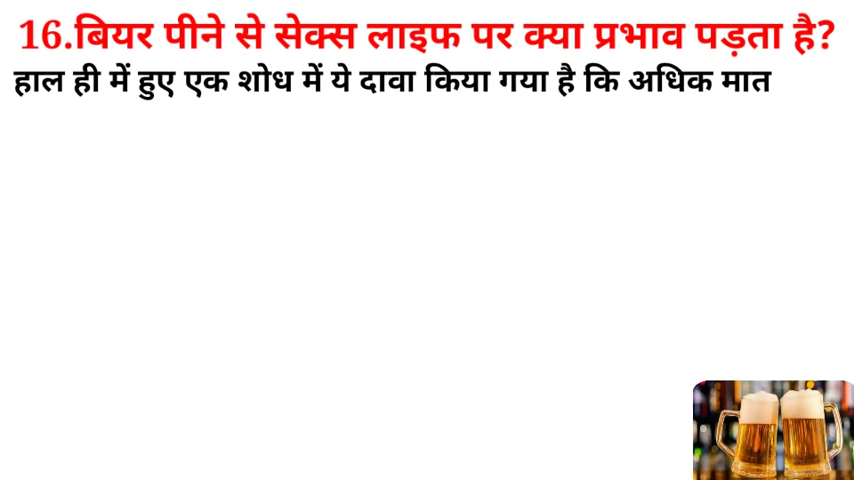 16.बियर पीने से सेक्स लाइफ पर क्या प्रभाव पड़ता है?
हाल ही में हुए एक शोध में ये दावा किया गया है कि अधिक मात